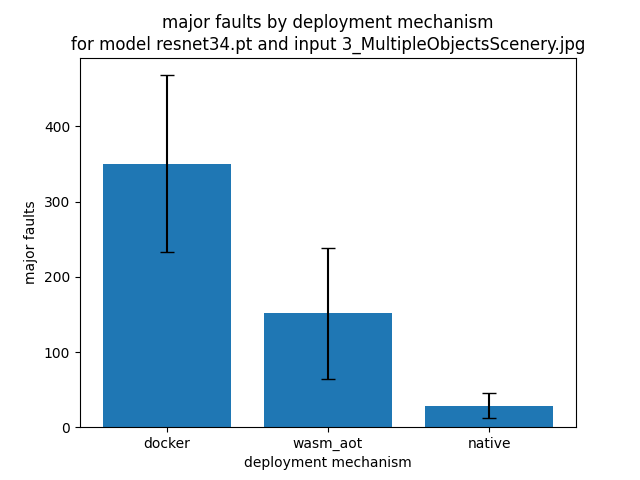 major faults by deployment mechanism
for model resnet34.pt and input 3_MultipleObjectsScenery.jpg
major faults
400
300
200
100
0
docker wasm_aot native
deployment mechanism